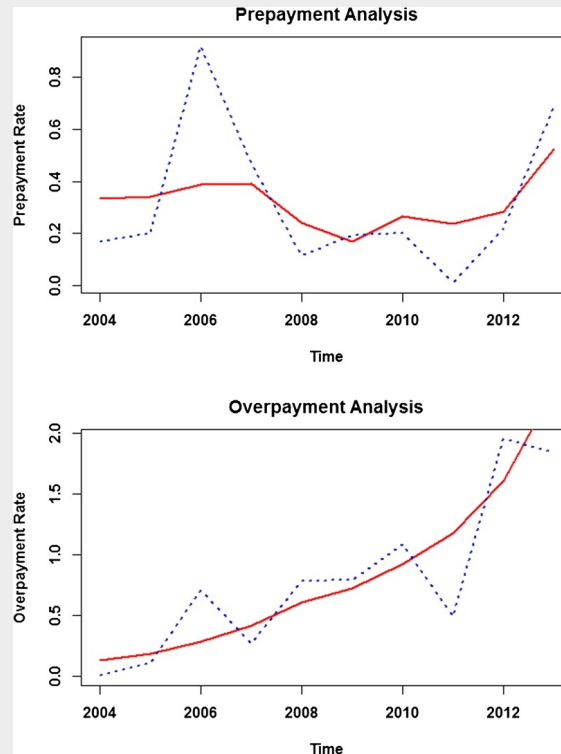 Prepayment Analysis
Prepayment Rate
0.8
0.6
0.4
0.2
0.0
2004 2006 2008 2010 2012
Time
Overpayment Analysis
Overpayment Rate
2.0
1.5
1.0
0.5
0.0
2004 2006 2008 2010 2012
Time